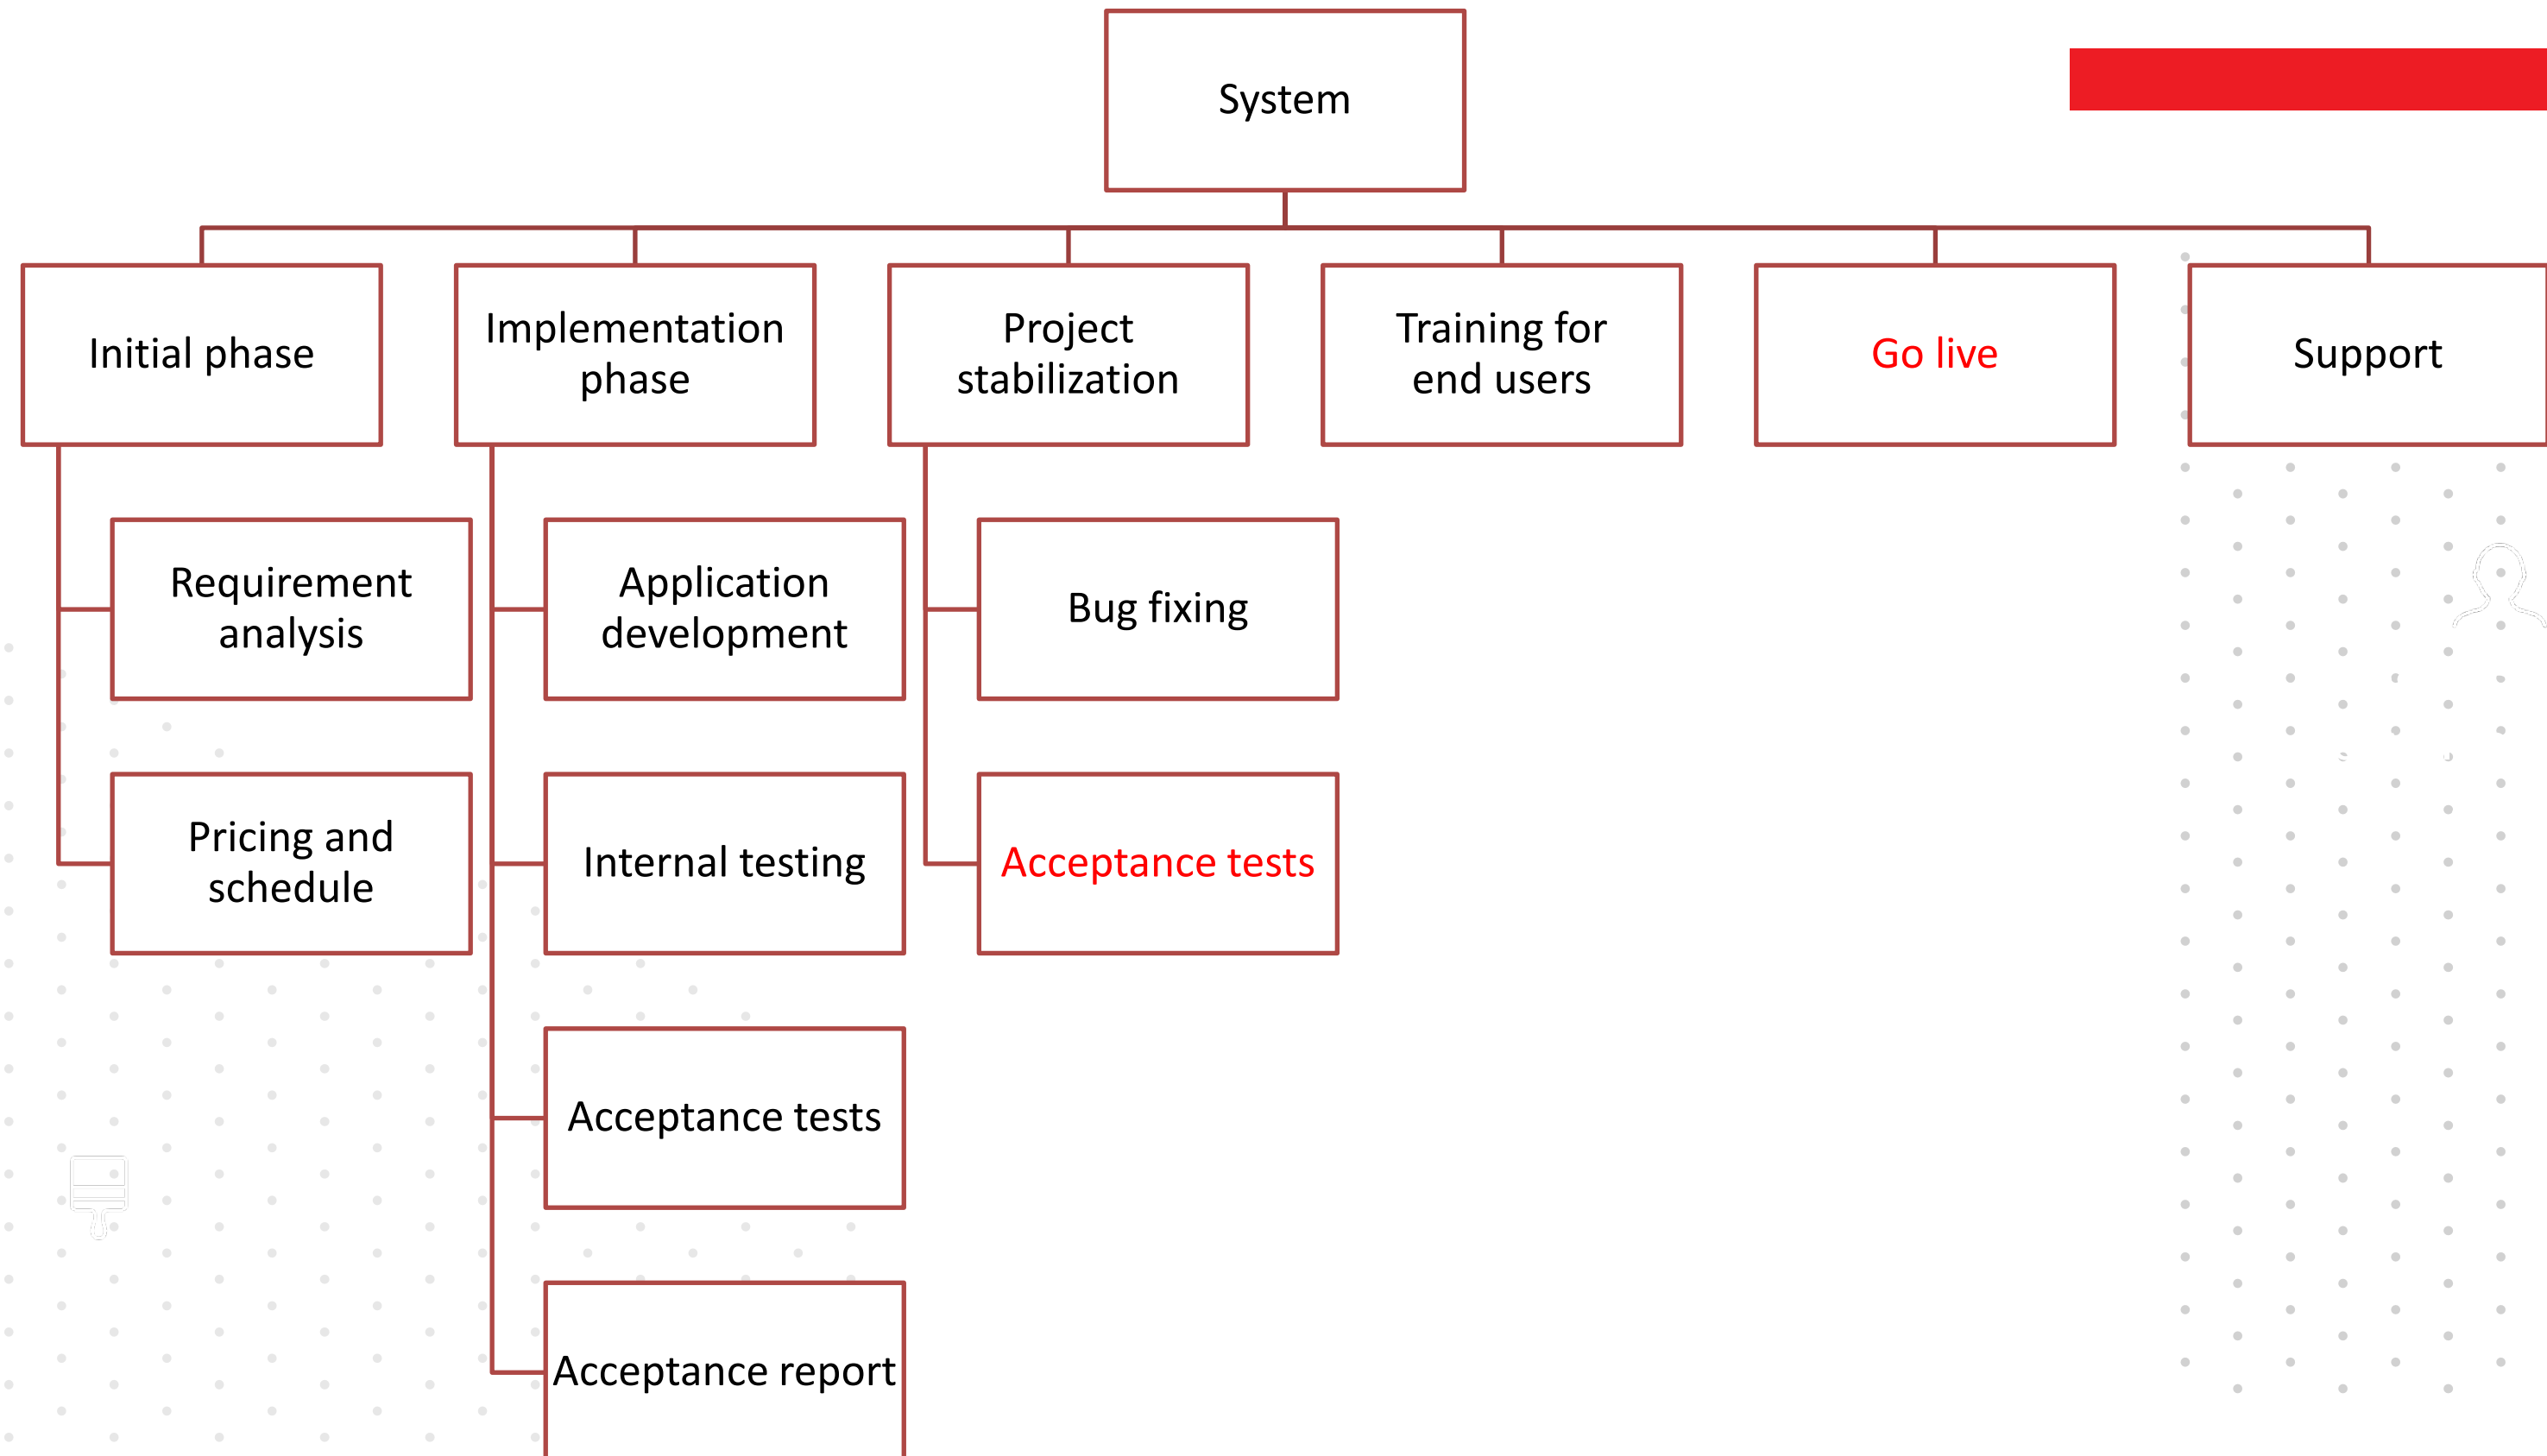 System
Initial phase
Implementation
phase
Project
stabilization
Training for
end users
Go live
Support
Requirement
analysis
Application
development
Bug fixing
Pricing and
schedule
Internal testing
Acceptance tests
Acceptance tests
Acceptance report